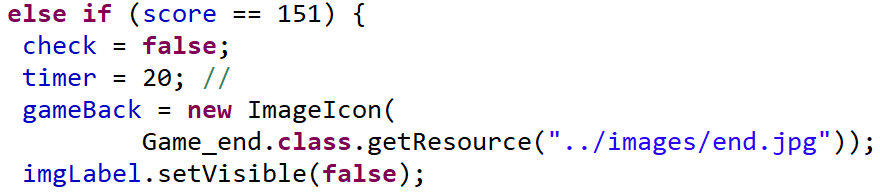 else if (score == 151) {
check = false;
timer = 20; //
gameBack = new ImageIcon(
Game_end.class.getResource("../images/end.jpg"));
imgLabel.setVisible(false);